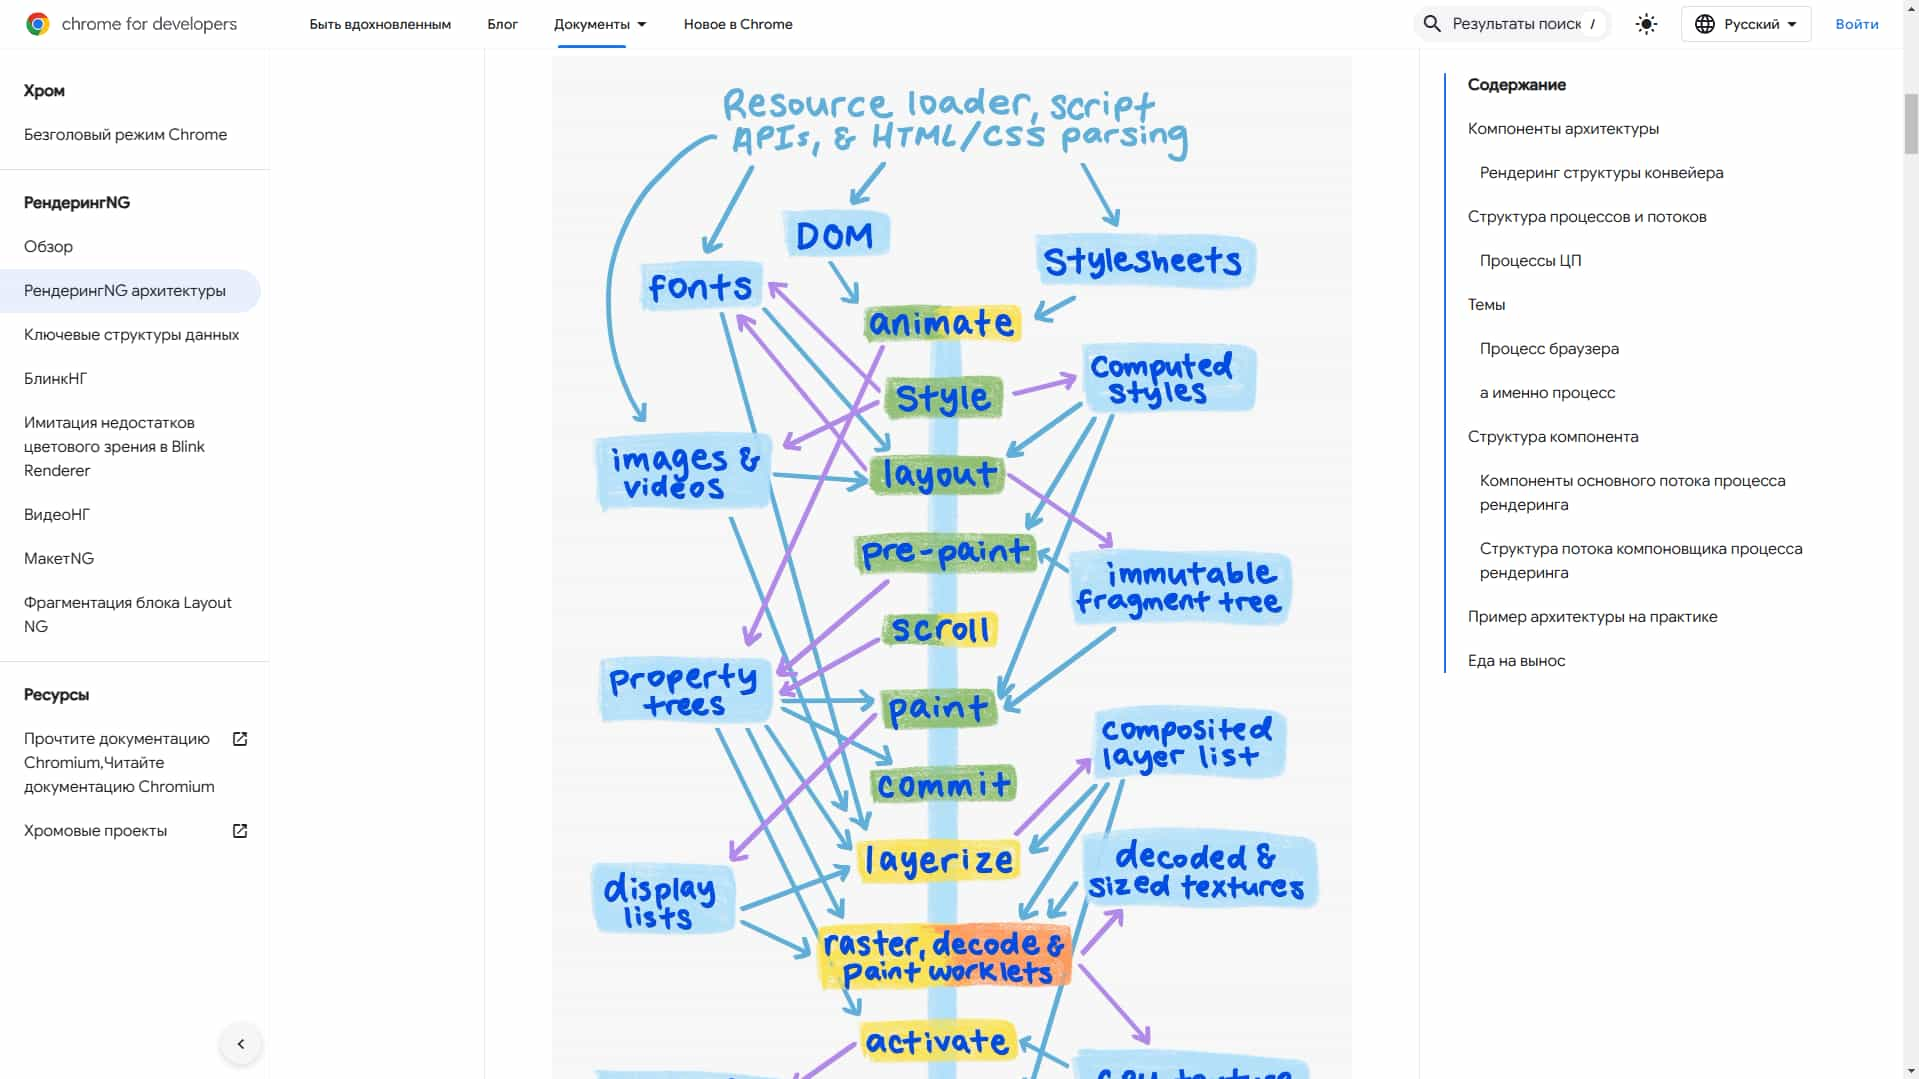 chrome for developers
Быть вдохновленным
Блог
Документы
Новое в Chrome
Результаты поиск
/
Русский
Войти
Хром
Безголовый режим Chrome
РендерингNG
Обзор
РендерингNG архитектуры
Ключевые структуры данных
БлинкНГ
Имитация недостатков
цветового зрения в Blink
Renderer
ВидеоНГ
МакетNG
Фрагментация блока Layout
NG
Ресурсы
Прочтите документацию
Chromium,Читайте
документацию Chromium
Хромовые проекты
Resource loader, script
APIs, & HTML/CSS parsing
DOM
Stylesheets
fonts
animate
Computed
styles
Style
images &
videos
layout
pre-paint
immutable
fragment tree
scroll
property
trees
paint
composited
layer list
commit
layerize
decoded &
sized textures
display
lists
raster, decode &
paint worklets
activate
Содержание
Компоненты архитектуры
Рендеринг структуры конвейера
Структура процессов и потоков
Процессы ЦП
Темы
Процесс браузера
а именно процесс
Структура компонента
Компоненты основного потока процесса
рендеринга
Структура потока компоновщика процесса
рендеринга
Пример архитектуры на практике
Еда на вынос